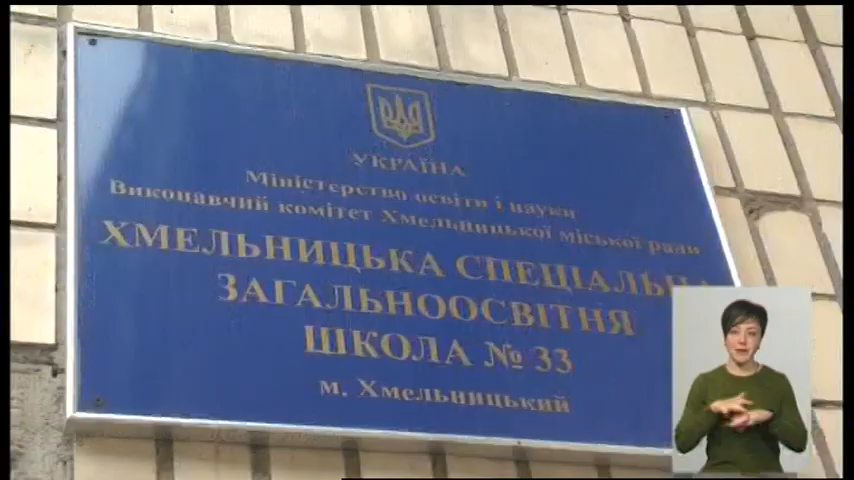 УКРАЇНА
Міністерство освіти і науки
Виконавчий комітет Хмельницької міської ради
ХМЕЛЬНИЦЬКА СПЕЦІАЛЬНА
ЗАГАЛЬНООСВІТНЯ
ШКОЛА № 33
м. Хмельницький